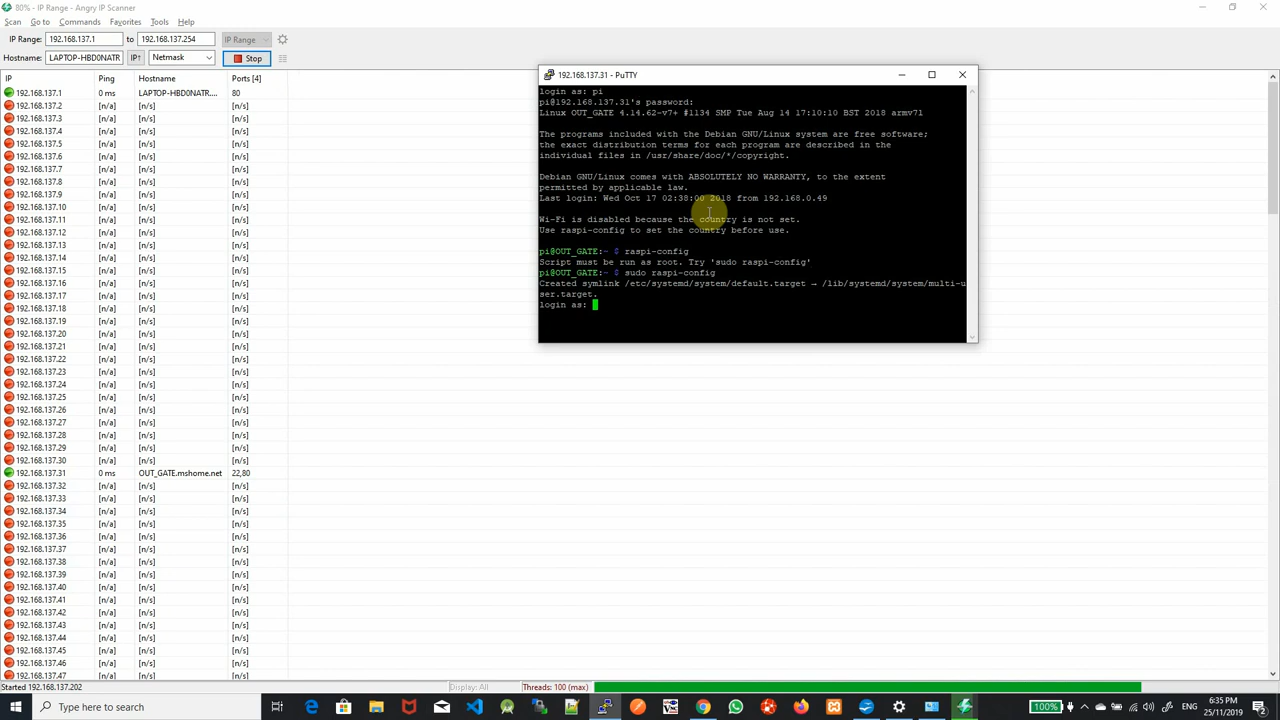 80% - IP Range - Angry IP Scanner
Scan Go to Commands Favorites Tools Help
IP Range: 192.168.137.1 to 192.168.137.254 IP Range
Hostname: LAPTOP-HBD0NATR IP↑ Netmask Stop
IP Ping Hostname Ports [4]
192.168.137.1 0 ms LAPTOP-HBD0NATR.... 80
192.168.137.2 [n/a] [n/s] [n/s]
192.168.137.3 [n/a] [n/s] [n/s]
192.168.137.4 [n/a] [n/s] [n/s]
192.168.137.5 [n/a] [n/s] [n/s]
192.168.137.6 [n/a] [n/s] [n/s]
192.168.137.7 [n/a] [n/s] [n/s]
192.168.137.8 [n/a] [n/s] [n/s]
192.168.137.9 [n/a] [n/s] [n/s]
192.168.137.10 [n/a] [n/s] [n/s]
192.168.137.11 [n/a] [n/s] [n/s]
192.168.137.12 [n/a] [n/s] [n/s]
192.168.137.13 [n/a] [n/s] [n/s]
192.168.137.14 [n/a] [n/s] [n/s]
192.168.137.15 [n/a] [n/s] [n/s]
192.168.137.16 [n/a] [n/s] [n/s]
192.168.137.17 [n/a] [n/s] [n/s]
192.168.137.18 [n/a] [n/s] [n/s]
192.168.137.19 [n/a] [n/s] [n/s]
192.168.137.20 [n/a] [n/s] [n/s]
192.168.137.21 [n/a] [n/s] [n/s]
192.168.137.22 [n/a] [n/s] [n/s]
192.168.137.23 [n/a] [n/s] [n/s]
192.168.137.24 [n/a] [n/s] [n/s]
192.168.137.25 [n/a] [n/s] [n/s]
192.168.137.26 [n/a] [n/s] [n/s]
192.168.137.27 [n/a] [n/s] [n/s]
192.168.137.28 [n/a] [n/s] [n/s]
192.168.137.29 [n/a] [n/s] [n/s]
192.168.137.30 [n/a] [n/s] [n/s]
192.168.137.31 0 ms OUT_GATE.mshome.net 22,80
192.168.137.32 [n/a] [n/s] [n/s]
192.168.137.33 [n/a] [n/s] [n/s]
192.168.137.34 [n/a] [n/s] [n/s]
192.168.137.35 [n/a] [n/s] [n/s]
192.168.137.36 [n/a] [n/s] [n/s]
192.168.137.37 [n/a] [n/s] [n/s]
192.168.137.38 [n/a] [n/s] [n/s]
192.168.137.39 [n/a] [n/s] [n/s]
192.168.137.40 [n/a] [n/s] [n/s]
192.168.137.41 [n/a] [n/s] [n/s]
192.168.137.42 [n/a] [n/s] [n/s]
192.168.137.43 [n/a] [n/s] [n/s]
192.168.137.44 [n/a] [n/s] [n/s]
192.168.137.45 [n/a] [n/s] [n/s]
192.168.137.46 [n/a] [n/s] [n/s]
192.168.137.47 [n/a] [n/s] [n/s]
192.168.137.31 - PuTTY
login as: pi
pi@192.168.137.31's password:
Linux OUT_GATE 4.14.62-v7+ #1134 SMP Tue Aug 14 17:10:10 BST 2018 armv7l
The programs included with the Debian GNU/Linux system are free software;
the exact distribution terms for each program are described in the
individual files in /usr/share/doc/*/copyright.
Debian GNU/Linux comes with ABSOLUTELY NO WARRANTY, to the extent
permitted by applicable law.
Last login: Wed Oct 17 02:38:00 2018 from 192.168.0.49
Wi-Fi is disabled because the country is not set.
Use raspi-config to set the country before use.
pi@OUT_GATE:~ $ raspi-config
Script must be run as root. Try 'sudo raspi-config'
pi@OUT_GATE:~ $ sudo raspi-config
Created symlink /etc/systemd/system/default.target → /lib/systemd/system/multi-u
ser.target.
login as:
Started 192.168.137.202 Display: All Threads: 100 (max)
Type here to search
100% ENG 6:35 PM
25/11/2019 2